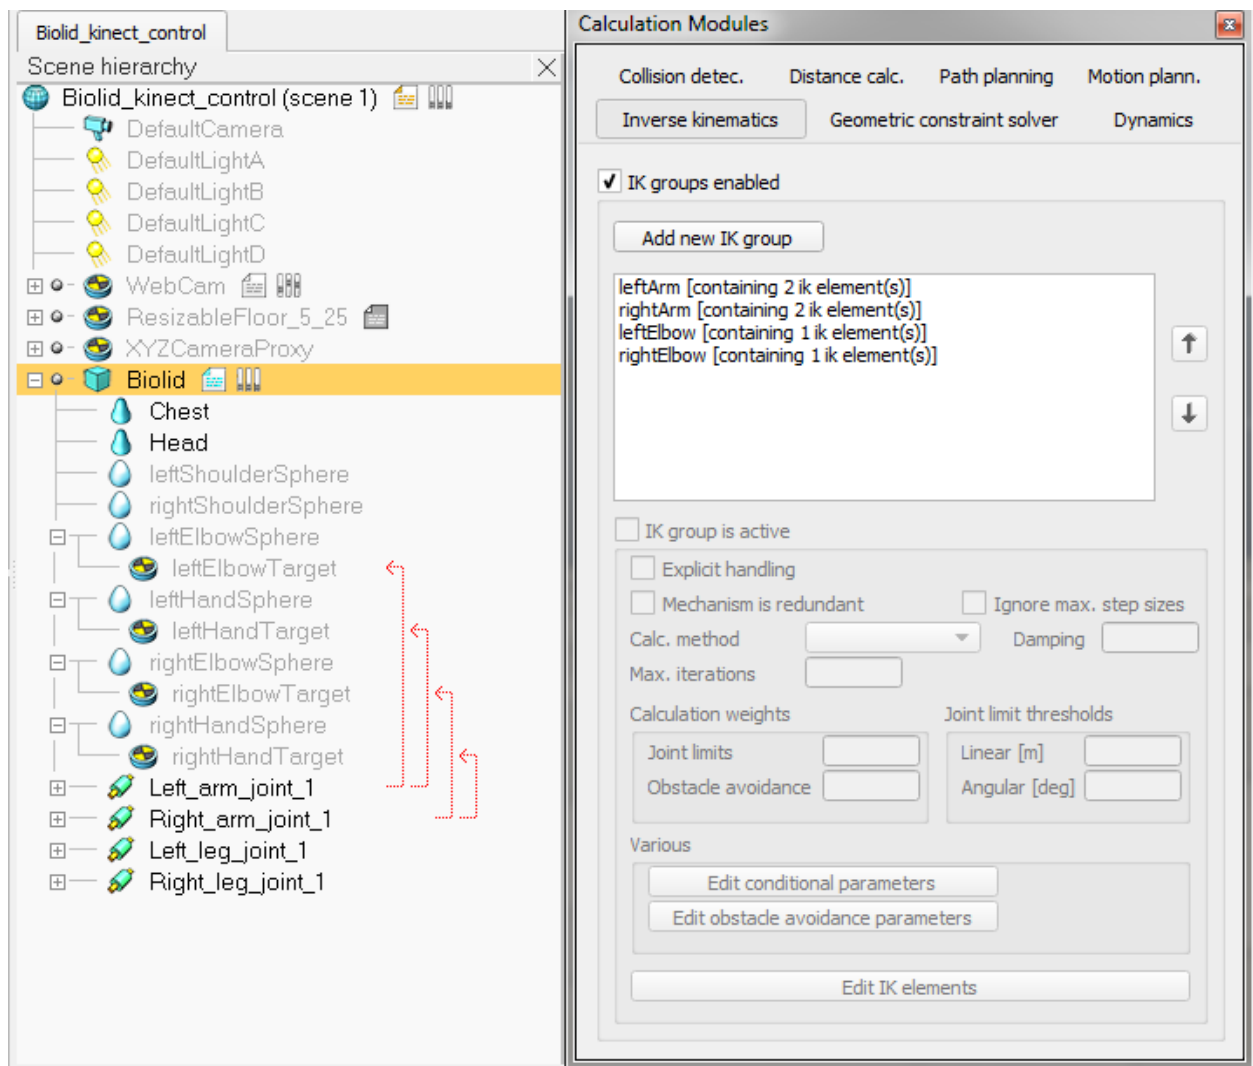 Biolid_kinect_control
Scene hierarchy
Biolid_kinect_control (scene 1)
DefaultCamera
DefaultLightA
DefaultLightB
DefaultLightC
DefaultLightD
WebCam
ResizableFloor_5_25
XYZCameraProxy
Biolid
Chest
Head
leftShoulderSphere
rightShoulderSphere
leftElbowSphere
leftElbowTarget
leftHandSphere
leftHandTarget
rightElbowSphere
rightElbowTarget
rightHandSphere
rightHandTarget
Left_arm_joint_1
Right_arm_joint_1
Left_leg_joint_1
Right_leg_joint_1
Calculation Modules
Collision detec. Distance calc. Path planning Motion plann.
Inverse kinematics Geometric constraint solver Dynamics
IK groups enabled
Add new IK group
leftArm [containing 2 ik element(s)]
rightArm [containing 2 ik element(s)]
leftElbow [containing 1 ik element(s)]
rightElbow [containing 1 ik element(s)]
IK group is active
Explicit handling
Mechanism is redundant Ignore max. step sizes
Calc. method Damping
Max. iterations
Calculation weights Joint limit thresholds
Joint limits Linear [m]
Obstacle avoidance Angular [deg]
Various
Edit conditional parameters
Edit obstacle avoidance parameters
Edit IK elements